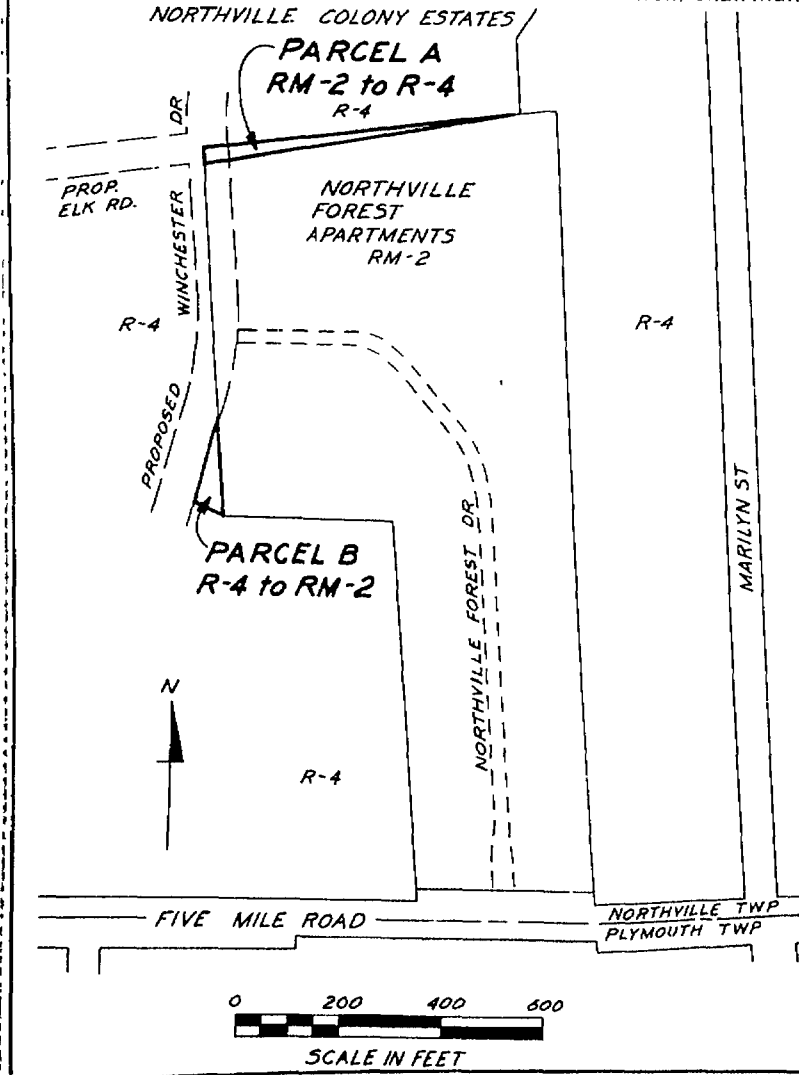 NORTHVILLE COLONY ESTATES
PARCEL A
RM-2 to R-4
R-4
DR
PROP.
ELK RD.
WINCHESTER
PROPOSED
NORTHVILLE
FOREST
APARTMENTS
RM-2
R-4
R-4
PARCEL B
R-4 to RM-2
NORTHVILLE FOREST DR
MARILYN ST
N
R-4
FIVE MILE ROAD
NORTHVILLE TWP
PLYMOUTH TWP
0 200 400 600
SCALE IN FEET